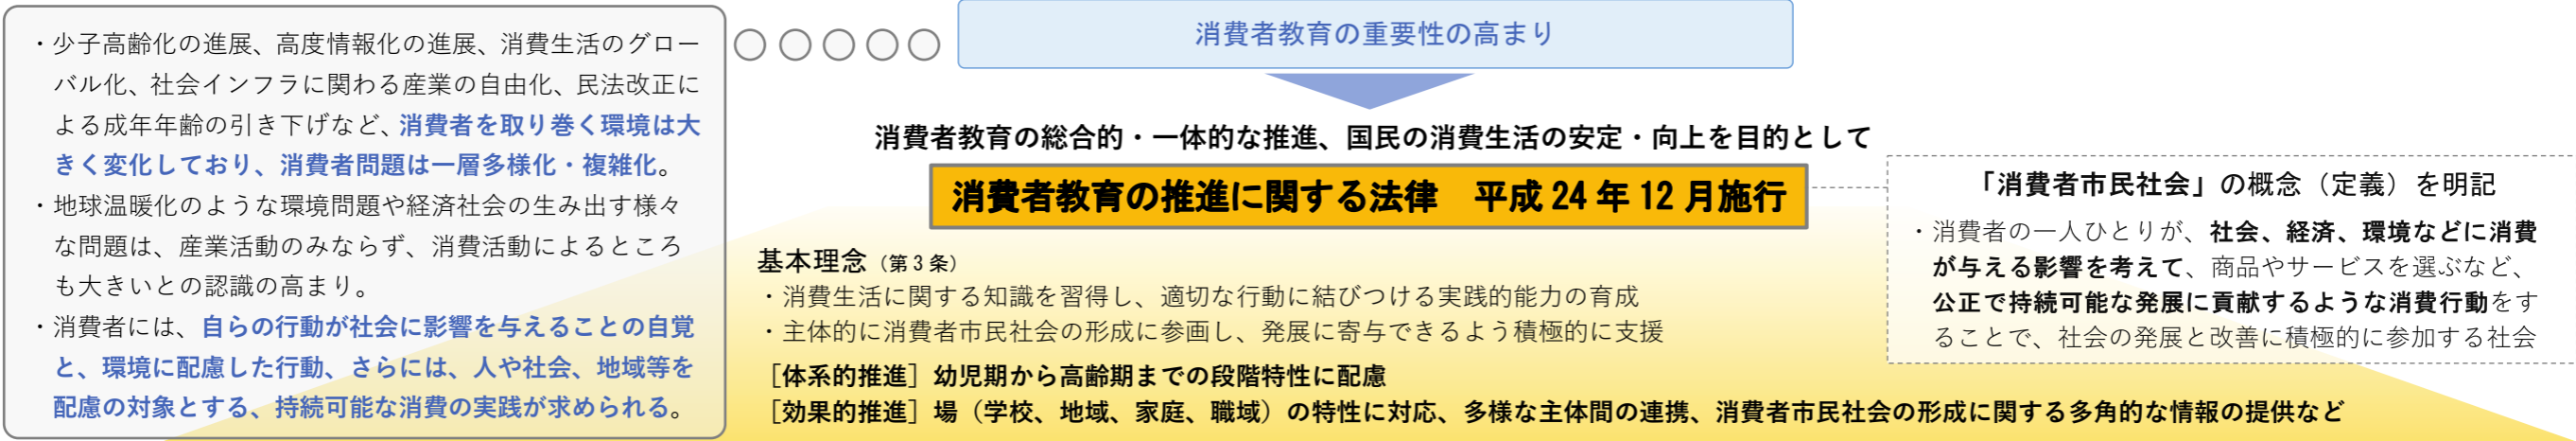 ・少子高齢化の進展、高度情報化の進展、消費生活のグロー
バル化、社会インフラに関わる産業の自由化、民法改正に
よる成年年齢の引き下げなど、消費者を取り巻く環境は大
きく変化しており、消費者問題は一層多様化・複雑化。
・地球温暖化のような環境問題や経済社会の生み出す様々
な問題は、産業活動のみならず、消費活動によるところ
も大きいとの認識の高まり。
・消費者には、自らの行動が社会に影響を与えることの自覚
と、環境に配慮した行動、さらには、人や社会、地域等を
配慮の対象とする、持続可能な消費の実践が求められる。
消費者教育の重要性の高まり
消費者教育の総合的・一体的な推進、国民の消費生活の安定・向上を目的として
消費者教育の推進に関する法律　平成 24 年 12 月施行
基本理念（第３条）
・消費生活に関する知識を習得し、適切な行動に結びつける実践的能力の育成
・主体的に消費者市民社会の形成に参画し、発展に寄与できるよう積極的に支援
［体系的推進］幼児期から高齢期までの段階特性に配慮
［効果的推進］場（学校、地域、家庭、職域）の特性に対応、多様な主体間の連携、消費者市民社会の形成に関する多角的な情報の提供など
「消費者市民社会」の概念（定義）を明記
・消費者の一人ひとりが、社会、経済、環境などに消費
が与える影響を考えて、商品やサービスを選ぶなど、
公正で持続可能な発展に貢献するような消費行動をす
ることで、社会の発展と改善に積極的に参加する社会